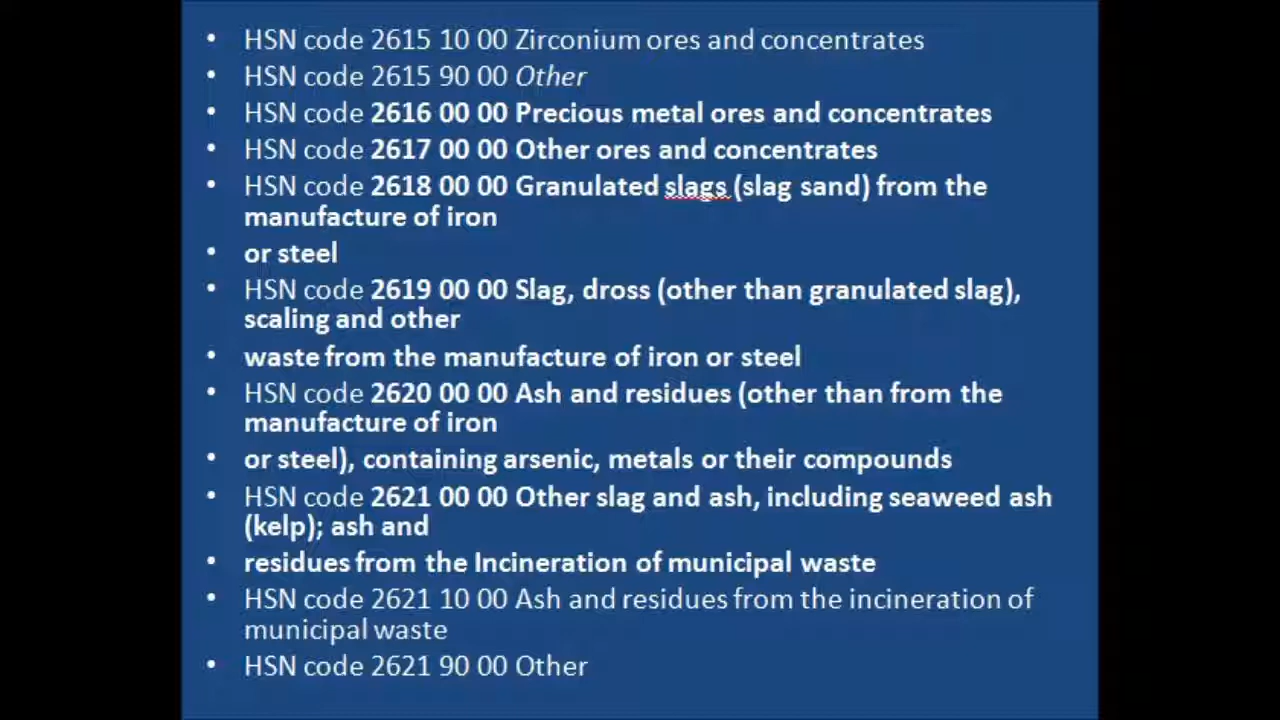 • HSN code 2615 10 00 Zirconium ores and concentrates
• HSN code 2615 90 00 Other
• HSN code 2616 00 00 Precious metal ores and concentrates
• HSN code 2617 00 00 Other ores and concentrates
• HSN code 2618 00 00 Granulated slags (slag sand) from the
manufacture of iron
• or steel
• HSN code 2619 00 00 Slag, dross (other than granulated slag),
scaling and other
• waste from the manufacture of iron or steel
• HSN code 2620 00 00 Ash and residues (other than from the
manufacture of iron
• or steel), containing arsenic, metals or their compounds
• HSN code 2621 00 00 Other slag and ash, including seaweed ash
(kelp); ash and
• residues from the Incineration of municipal waste
• HSN code 2621 10 00 Ash and residues from the incineration of
municipal waste
• HSN code 2621 90 00 Other